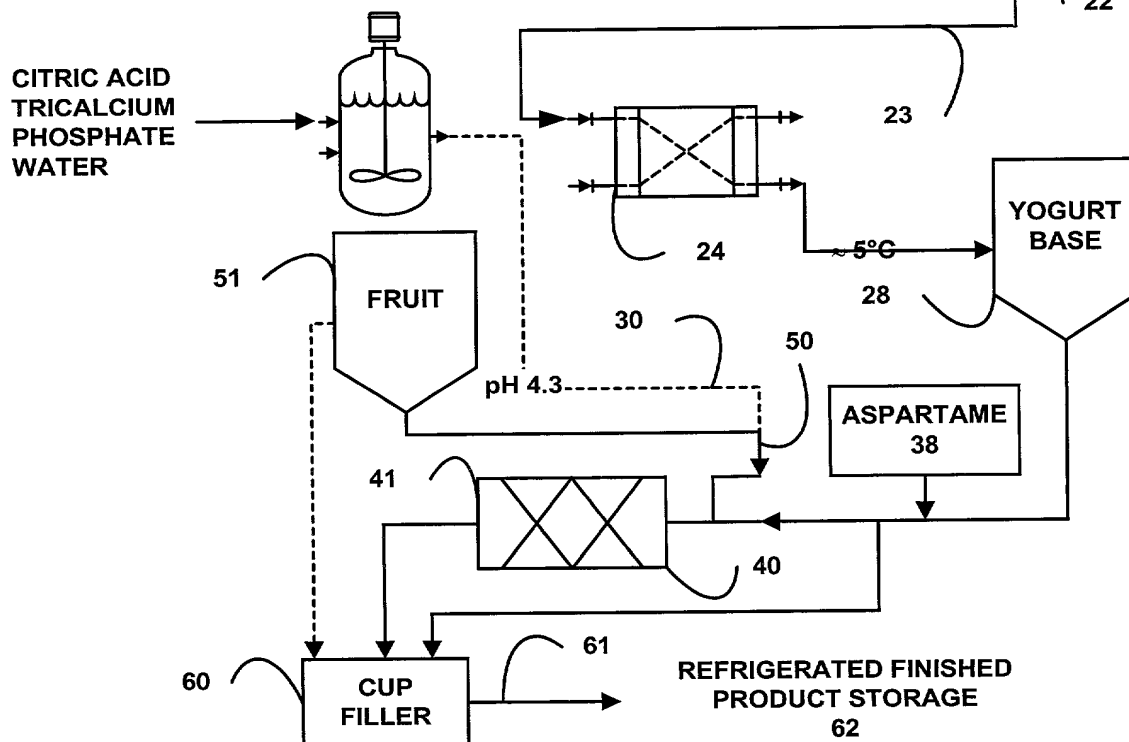 22
CITRIC ACID
TRICALCIUM
PHOSPHATE
WATER
23
YOGURT
BASE
24
≈ 5°C
28
51
FRUIT
30
50
pH 4.3
ASPARTAME
38
41
40
61
60
CUP
FILLER
REFRIGERATED FINISHED
PRODUCT STORAGE
62